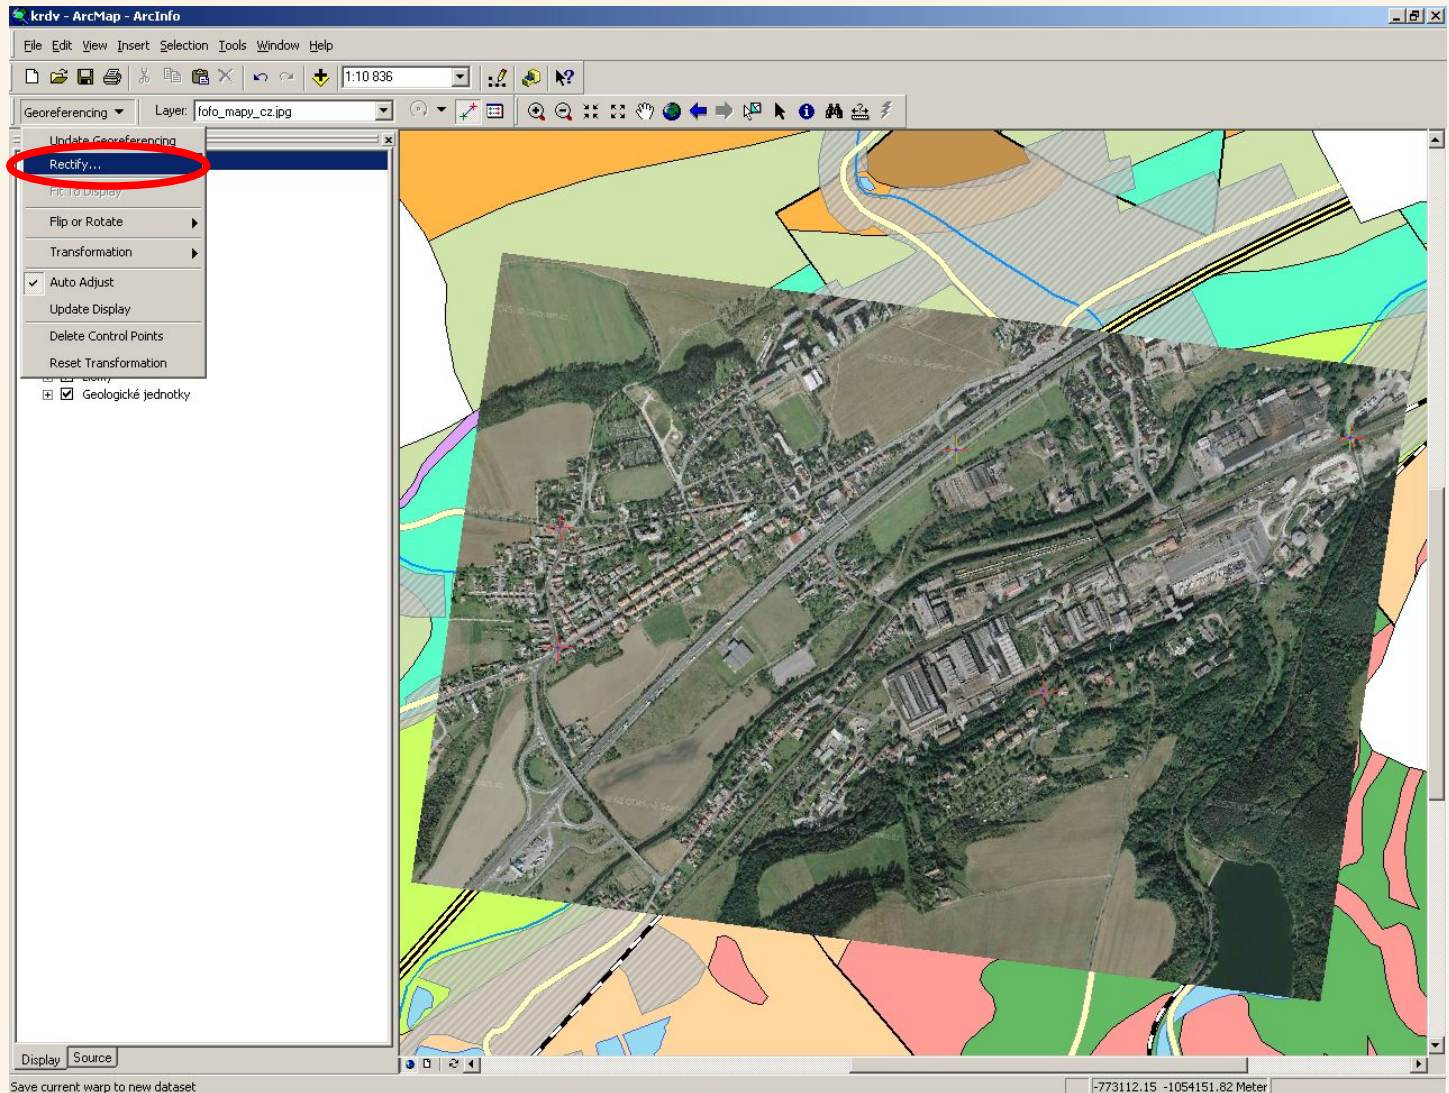 krdv - ArcMap - ArcInfo
File Edit View Insert Selection Tools Window Help
1:10 836
Georeferencing Layer: fofo_mapy_cz.jpg
Update Georeferencing
Rectify...
Fit To Display
Flip or Rotate
Transformation
Auto Adjust
Update Display
Delete Control Points
Reset Transformation
Geologické jednotky
Display Source
Save current warp to new dataset
-773112.15 -1054151.82 Meter